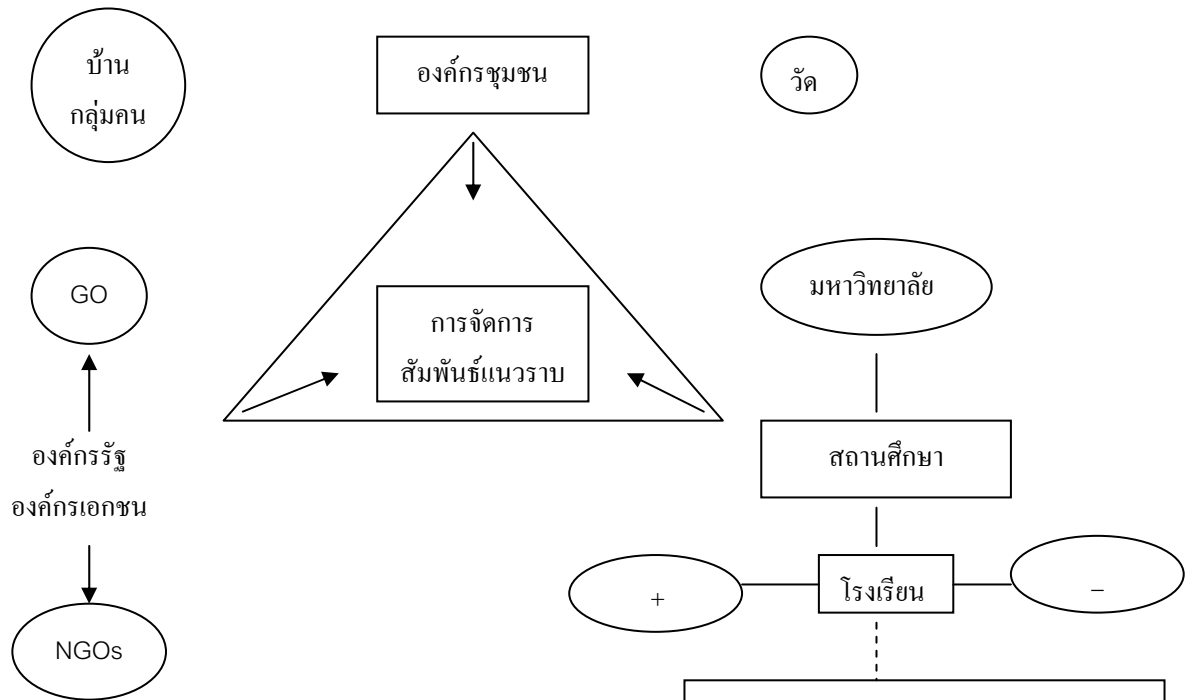 บ้าน
กลุ่มคน
องค์กรชุมชน
วัด
GO
มหาวิทยาลัย
การจัดการ
สัมพันธ์แนวราบ
องค์กรรัฐ
องค์กรเอกชน
สถานศึกษา
+
โรงเรียน
–
NGOs